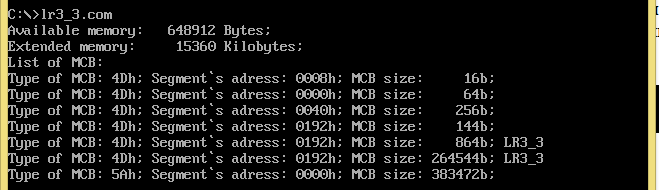 C:\>lr3_3.com
Available memory:   648912 Bytes;
Extended memory:     15360 Kilobytes;
List of MCB:
Type of MCB: 4Dh; Segment`s adress: 0008h; MCB size:     16b;
Type of MCB: 4Dh; Segment`s adress: 0000h; MCB size:     64b;
Type of MCB: 4Dh; Segment`s adress: 0040h; MCB size:    256b;
Type of MCB: 4Dh; Segment`s adress: 0192h; MCB size:    144b;
Type of MCB: 4Dh; Segment`s adress: 0192h; MCB size:    864b; LR3_3
Type of MCB: 4Dh; Segment`s adress: 0192h; MCB size: 264544b; LR3_3
Type of MCB: 5Ah; Segment`s adress: 0000h; MCB size: 383472b;